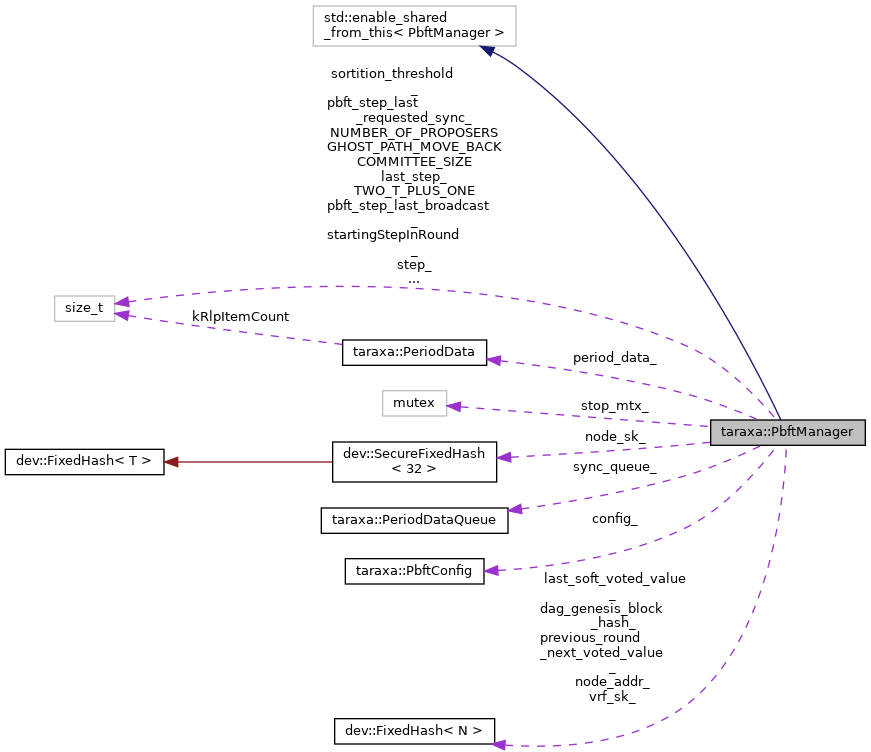 std::enable_shared
_from_this< PbftManager >
sortition_threshold
_
pbft_step_last
_requested_sync_
NUMBER_OF_PROPOSERS
GHOST_PATH_MOVE_BACK
COMMITTEE_SIZE
last_step_
TWO_T_PLUS_ONE
pbft_step_last_broadcast
_
startingStepInRound
_
step_
...
size_t
kRlpItemCount
taraxa::PeriodData
period_data_
mutex
stop_mtx_
taraxa::PbftManager
node_sk_
dev::FixedHash< T >
dev::SecureFixedHash
< 32 >
sync_queue_
taraxa::PeriodDataQueue
config_
taraxa::PbftConfig
last_soft_voted_value
_
dag_genesis_block
_hash_
previous_round
_next_voted_value
_
node_addr_
vrf_sk_
dev::FixedHash< N >